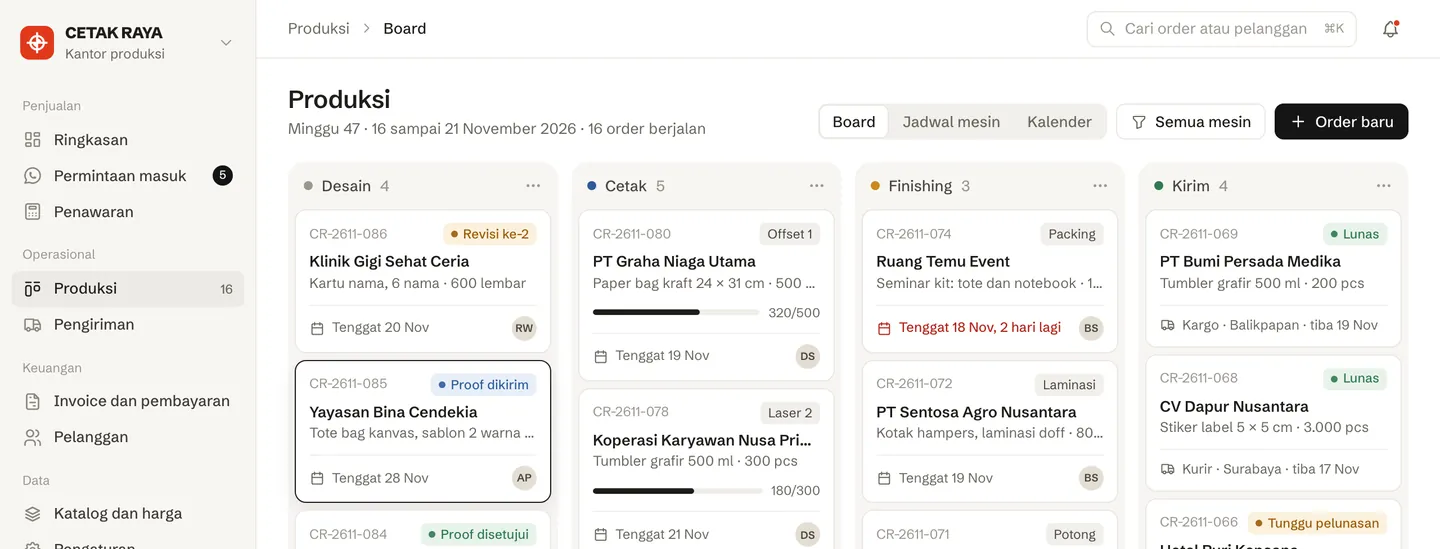 CETAK RAYA
Kantor produksi
Penjualan
Ringkasan
Permintaan masuk 5
Penawaran
Operasional
Produksi 16
Pengiriman
Keuangan
Invoice dan pembayaran
Pelanggan
Data
Katalog dan harga
Pengaturan
Produksi > Board
Cari order atau pelanggan ⌘K
Produksi
Minggu 47 · 16 sampai 21 November 2026 · 16 order berjalan
Board Jadwal mesin Kalender
Semua mesin
+ Order baru
Desain 4 ···
CR-2611-086 Revisi ke-2
Klinik Gigi Sehat Ceria
Kartu nama, 6 nama · 600 lembar
Tenggat 20 Nov RW
CR-2611-085 Proof dikirim
Yayasan Bina Cendekia
Tote bag kanvas, sablon 2 warna ...
Tenggat 28 Nov AP
CR-2611-084 Proof disetujui
Cetak 5 ···
CR-2611-080 Offset 1
PT Graha Niaga Utama
Paper bag kraft 24 × 31 cm · 500 ...
320/500
Tenggat 19 Nov DS
CR-2611-078 Laser 2
Koperasi Karyawan Nusa Pri...
Tumbler grafir 500 ml · 300 pcs
180/300
Tenggat 21 Nov DS
Finishing 3 ···
CR-2611-074 Packing
Ruang Temu Event
Seminar kit: tote dan notebook · 1...
Tenggat 18 Nov, 2 hari lagi BS
CR-2611-072 Laminasi
PT Sentosa Agro Nusantara
Kotak hampers, laminasi doff · 80...
Tenggat 19 Nov BS
CR-2611-071 Potong
Kirim 4 ···
CR-2611-069 Lunas
PT Bumi Persada Medika
Tumbler grafir 500 ml · 200 pcs
Kargo · Balikpapan · tiba 19 Nov
CR-2611-068 Lunas
CV Dapur Nusantara
Stiker label 5 × 5 cm · 3.000 pcs
Kurir · Surabaya · tiba 17 Nov
CR-2611-066 Tunggu pelunasan